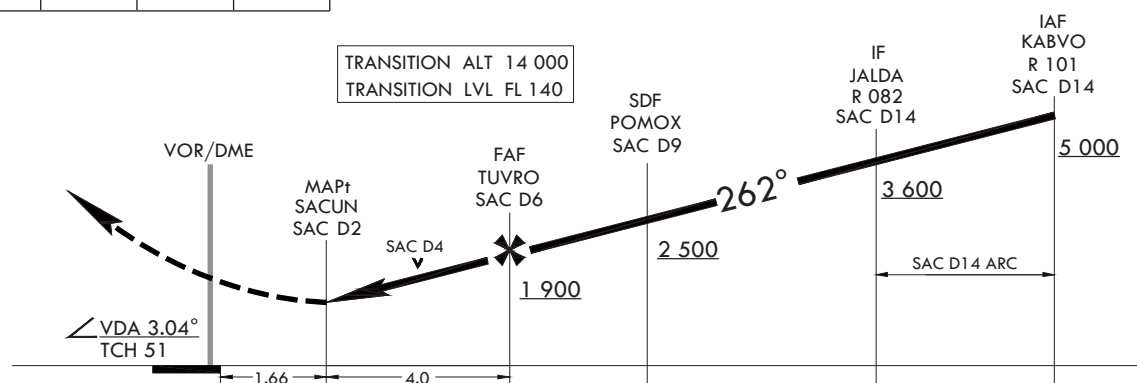 TRANSITION ALT 14 000
TRANSITION LVL FL 140
IAF
KABVO
R 101
SAC D14
IF
JALDA
R 082
SAC D14
SDF
POMOX
SAC D9
FAF
TUVRO
SAC D6
VOR/DME
MAPt
SACUN
SAC D2
SAC D4
262°
5 000
3 600
2 500
1 900
SAC D14 ARC
VDA 3.04°
TCH 51
1.66
4.0